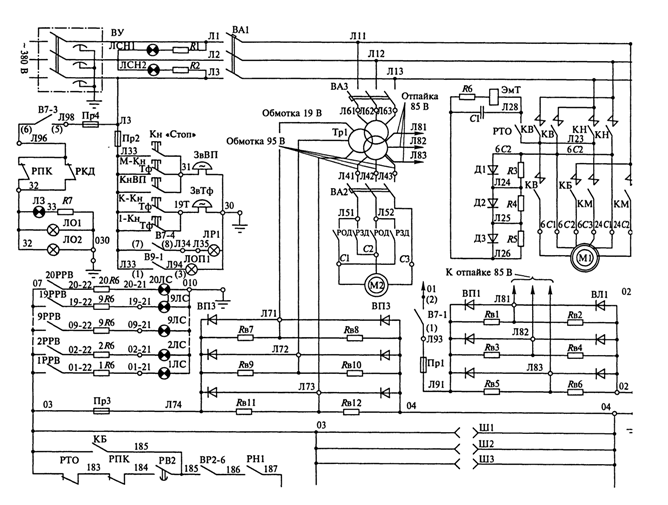 ВУ
~ 380 В
ЛСН1
R1
Л1
ВА1
Л2
ЛСН2
R2
Л3
Л11
Л12
Л13
ВА3
Л61
Л62
Л63
Отпайка
85 В
Обмотка 19 В
Тр1
Л81
Обмотка 95 В
Л82
Л83
Л41
Л42
Л43
ВА2
Л51
Л52
РОД
РЗД
РОД
РЗД
С2
С1
С3
М2
R6
ЭмТ
С1
Л28
РТО
КВ
КВ
КН
КН
Л23
6С2
6С2
Д1
R3
Л24
Д2
R4
Л25
Д3
R5
Л26
КВ
КБ
КМ
КМ
6С1
6С2
6С3
24С2
24С1
М1
В7-3
Л98
Пр4
(6)
(5)
Л96
Л3
Пр2
Л33
Кн «Стоп»
М-Кн
Тф
31
ЗвВП
КнВП
К-Кн
Тф
19Т
ЗвТф
30
1-Кн
Тф
В7-4
(7)
(8)
Л34
Л35
ЛР1
В9-1
ЛОП1
Л33
(1)
Л94
(3)
РПК
РКД
32
Л3
33
R7
ЛО1
32
ЛО2
030
07
20РРВ
20-22
20R6
20-21
20ЛС
010
19РРВ
19-22
9R6
19-21
9ЛС
9РРВ
09-22
9R6
09-21
9ЛС
2РРВ
02-22
2R6
02-21
2ЛС
1РРВ
01-22
1R6
01-21
1ЛС
ВП3
Л71
ВП3
Rв7
Rв8
Л72
Rв9
Rв10
Л73
Rв11
Rв12
03
Пр3
Л74
04
К отпайке 85 В
01
(2)
В7-1
(1)
Л93
Пр1
Л91
ВП1
Л81
ВЛ1
02
Rв1
Rв2
Л82
Rв3
Rв4
Л83
Rв5
Rв6
02
04
03
Ш1
Ш2
Ш3
КБ
185
РТО
183
РПК
184
РВ2
185
ВР2-6
186
РН1
187